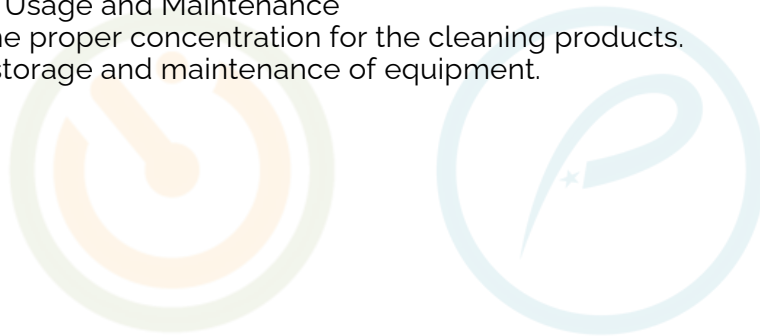 Usage and Maintenance
e proper concentration for the cleaning products.
storage and maintenance of equipment.